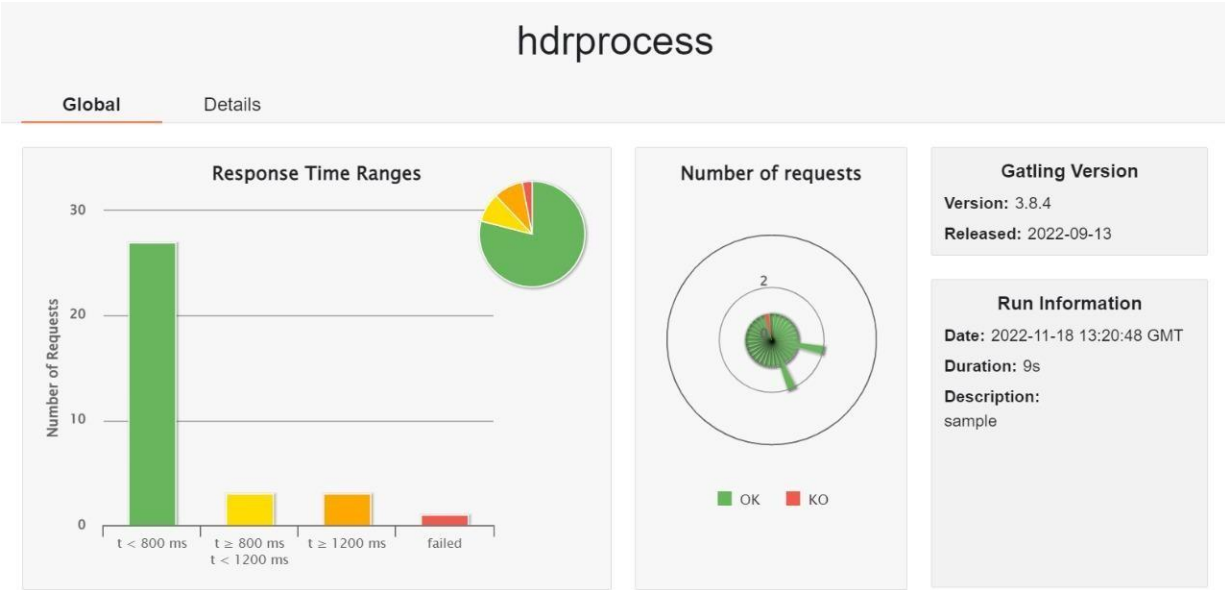 hdrprocess
Global
Details
Response Time Ranges
30
20
10
0
Number of Requests
t < 800 ms
t ≥ 800 ms
t < 1200 ms
t ≥ 1200 ms
failed
Number of requests
2
0
OK
KO
Gatling Version
Version: 3.8.4
Released: 2022-09-13
Run Information
Date: 2022-11-18 13:20:48 GMT
Duration: 9s
Description:
sample